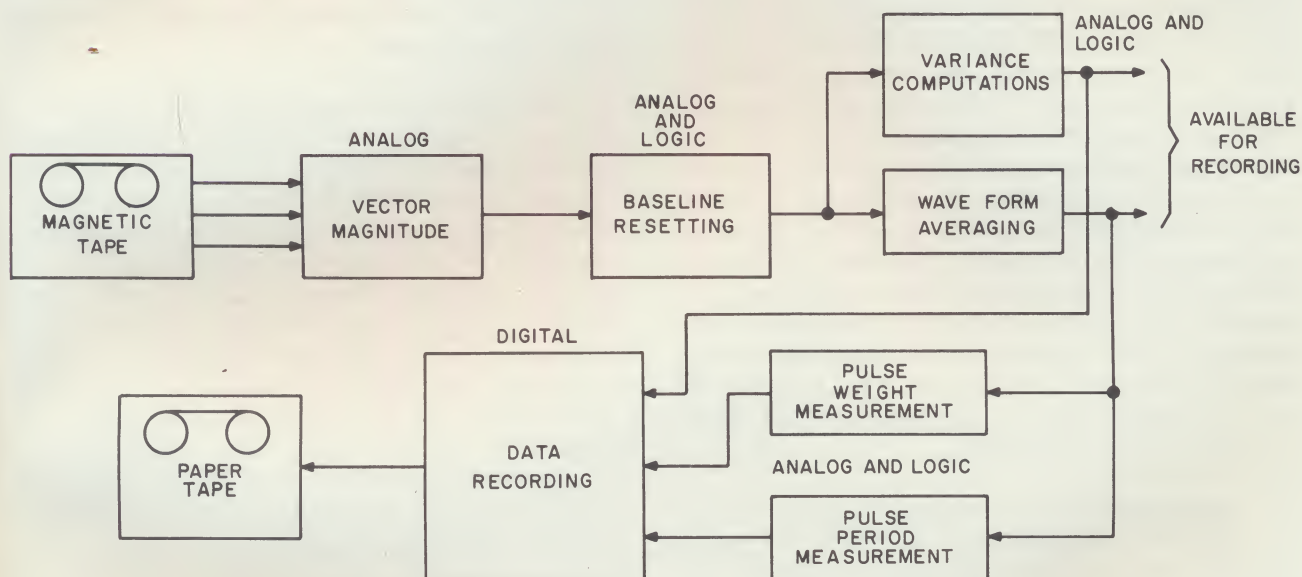 ANALOG AND
LOGIC
VARIANCE
COMPUTATIONS
ANALOG
AND
LOGIC
AVAILABLE
FOR
RECORDING
ANALOG
MAGNETIC
TAPE
VECTOR
MAGNITUDE
BASELINE
RESETTING
WAVE FORM
AVERAGING
DIGITAL
PULSE
WEIGHT
MEASUREMENT
PAPER
TAPE
DATA
RECORDING
ANALOG AND LOGIC
PULSE
PERIOD
MEASUREMENT